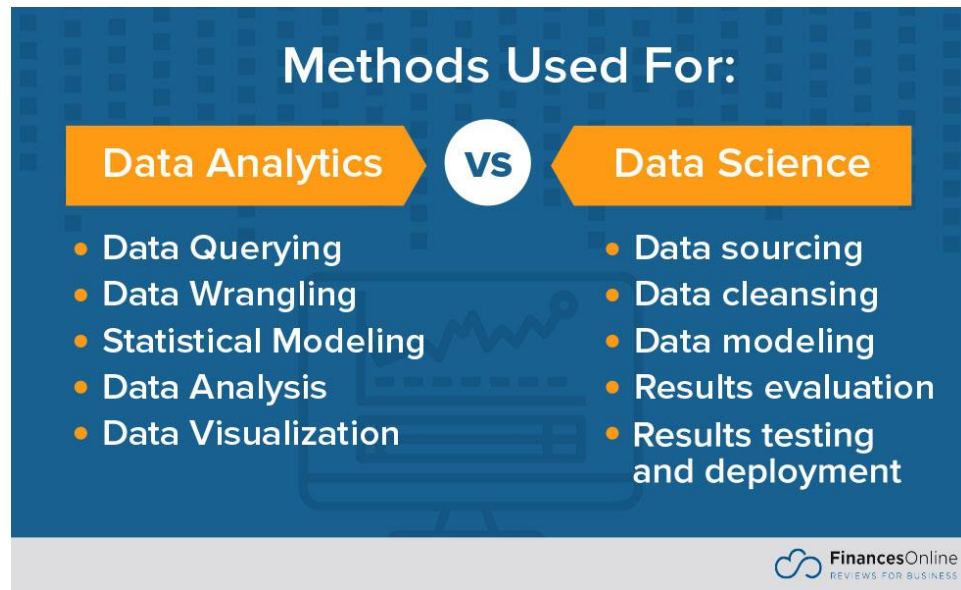 Methods Used For:
Data Analytics
VS
Data Science
Data Querying
Data Wrangling
Statistical Modeling
Data Analysis
Data Visualization
Data sourcing
Data cleansing
Data modeling
Results evaluation
Results testing
and deployment
FinancesOnline
REVIEWS FOR BUSINESS